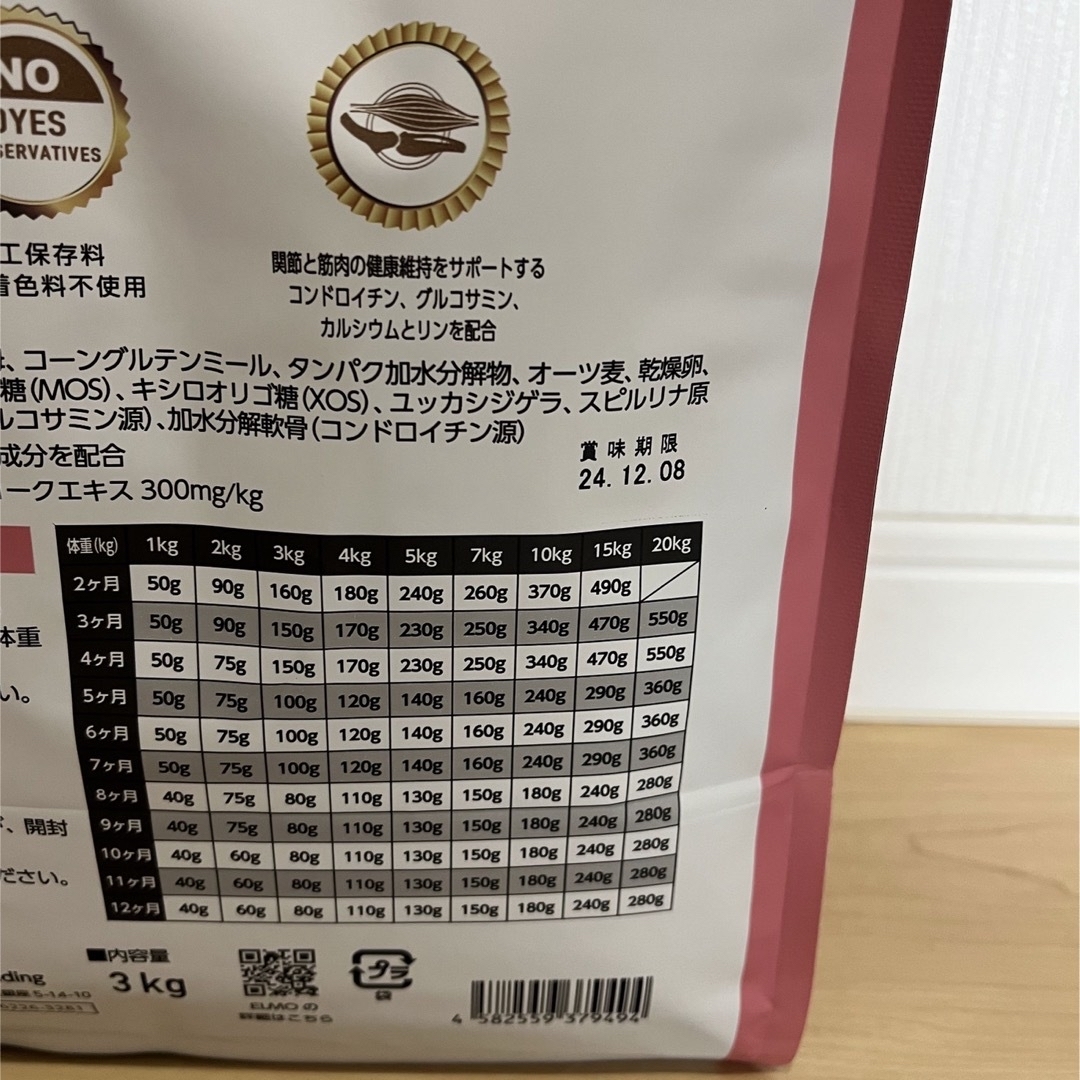 NO
DYES
SERVATIVES
工保存料
着色料不使用
関節と筋肉の健康維持をサポートする
コンドロイチン、グルコサミン、
カルシウムとリンを配合
、コーングルテンミール、タンパク加水分解物、オーツ麦、乾燥卵、
糖(MOS)、キシロオリゴ糖(XOS)、ユッカシジゲラ、スピルリナ原
ルコサミン源)、加水分解軟骨(コンドロイチン源)
成分を配合
ークエキス 300mg/kg
賞味期限
24.12.08
体重(kg) 1kg 2kg 3kg 4kg 5kg 7kg 10kg 15kg 20kg
2ヶ月 50g 90g 160g 180g 240g 260g 370g 490g
3ヶ月 50g 90g 150g 170g 230g 250g 340g 470g 550g
4ヶ月 50g 75g 150g 170g 230g 250g 340g 470g 550g
5ヶ月 50g 75g 100g 120g 140g 160g 240g 290g 360g
6ヶ月 50g 75g 100g 120g 140g 160g 240g 290g 360g
7ヶ月 50g 75g 100g 120g 140g 160g 240g 290g 360g
8ヶ月 40g 75g 80g 110g 130g 150g 180g 240g 280g
9ヶ月 40g 75g 80g 110g 130g 150g 180g 240g 280g
10ヶ月 40g 60g 80g 110g 130g 150g 180g 240g 280g
11ヶ月 40g 60g 80g 110g 130g 150g 180g 240g 280g
12ヶ月 40g 60g 80g 110g 130g 150g 180g 240g 280g
体重
い。
、開封
ださい。
■内容量
3kg
ding
5-14-10
6226-3281
ELMOの
詳細はこちら
プラ
袋
4 582559 379494